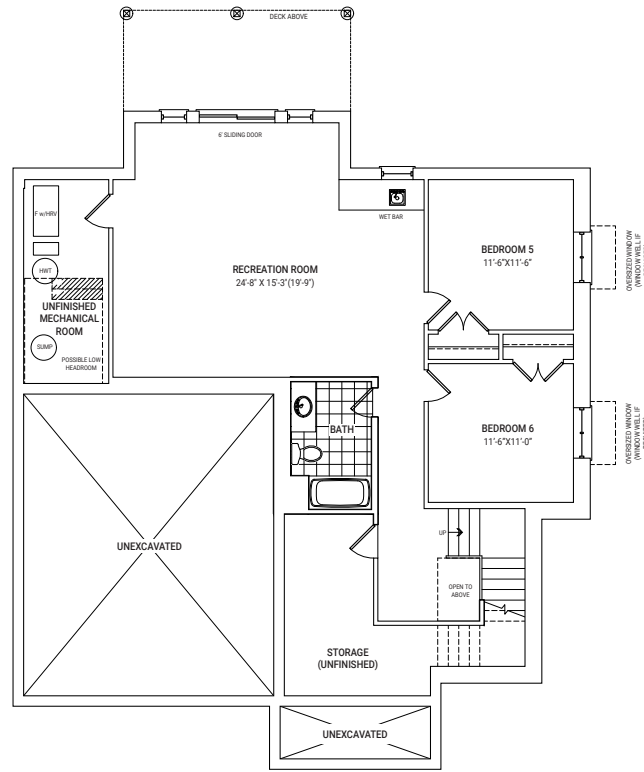 DECK ABOVE
6' SLIDING DOOR
F w/HRV
WET BAR
HWT
RECREATION ROOM
24'-8" X 15'-3"(19'-9")
BEDROOM 5
11'-6"X11'-6"
OVERSIZED WINDOW
(WINDOW WELL IF
UNFINISHED
MECHANICAL
ROOM
SUMP
POSSIBLE LOW
HEADROOM
BATH
BEDROOM 6
11'-6"X11'-0"
OVERSIZED WINDOW
(WINDOW WELL IF
UNEXCAVATED
UP
OPEN TO
ABOVE
STORAGE
(UNFINISHED)
UNEXCAVATED